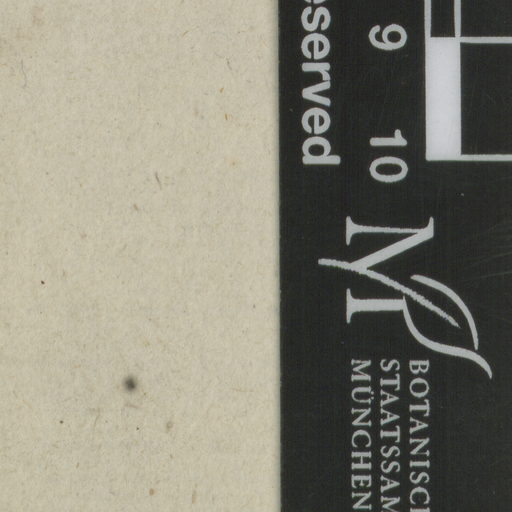 eserved
9
10
M
BOTANISC
STAATSSAM
MÜNCHEN